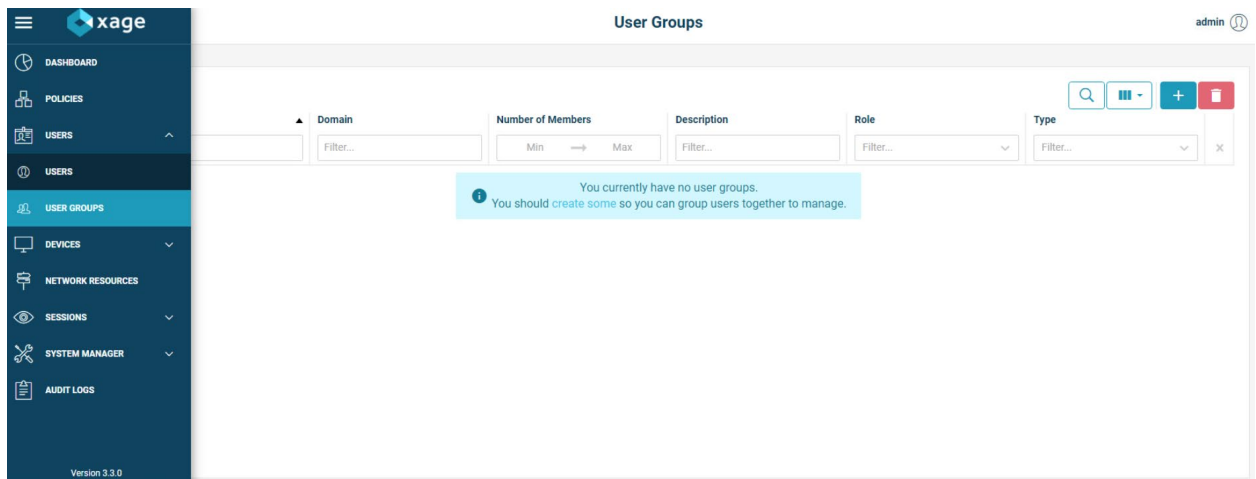 xage
User Groups
admin
DASHBOARD
POLICIES
USERS
USERS
USER GROUPS
DEVICES
NETWORK RESOURCES
SESSIONS
SYSTEM MANAGER
AUDIT LOGS
Version 3.3.0
Domain
Number of Members
Description
Role
Type
Filter...
Min
Max
Filter...
Filter...
Filter...
You currently have no user groups.
You should create some so you can group users together to manage.